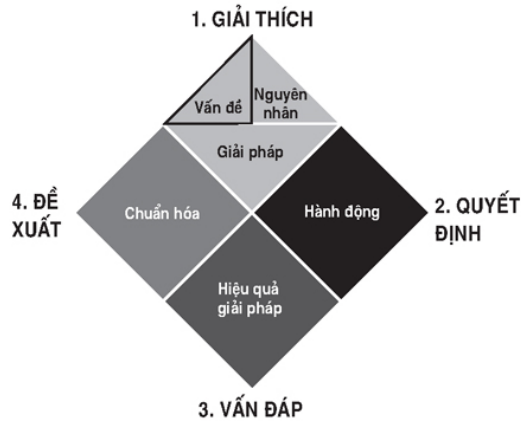 1. GIẢI THÍCH
Vấn đề
Nguyên
nhân
Giải pháp
4. ĐỀ
XUẤT
Chuẩn hóa
Hành động
2. QUYẾT
ĐỊNH
Hiệu quả
giải pháp
3. VẤN ĐÁP